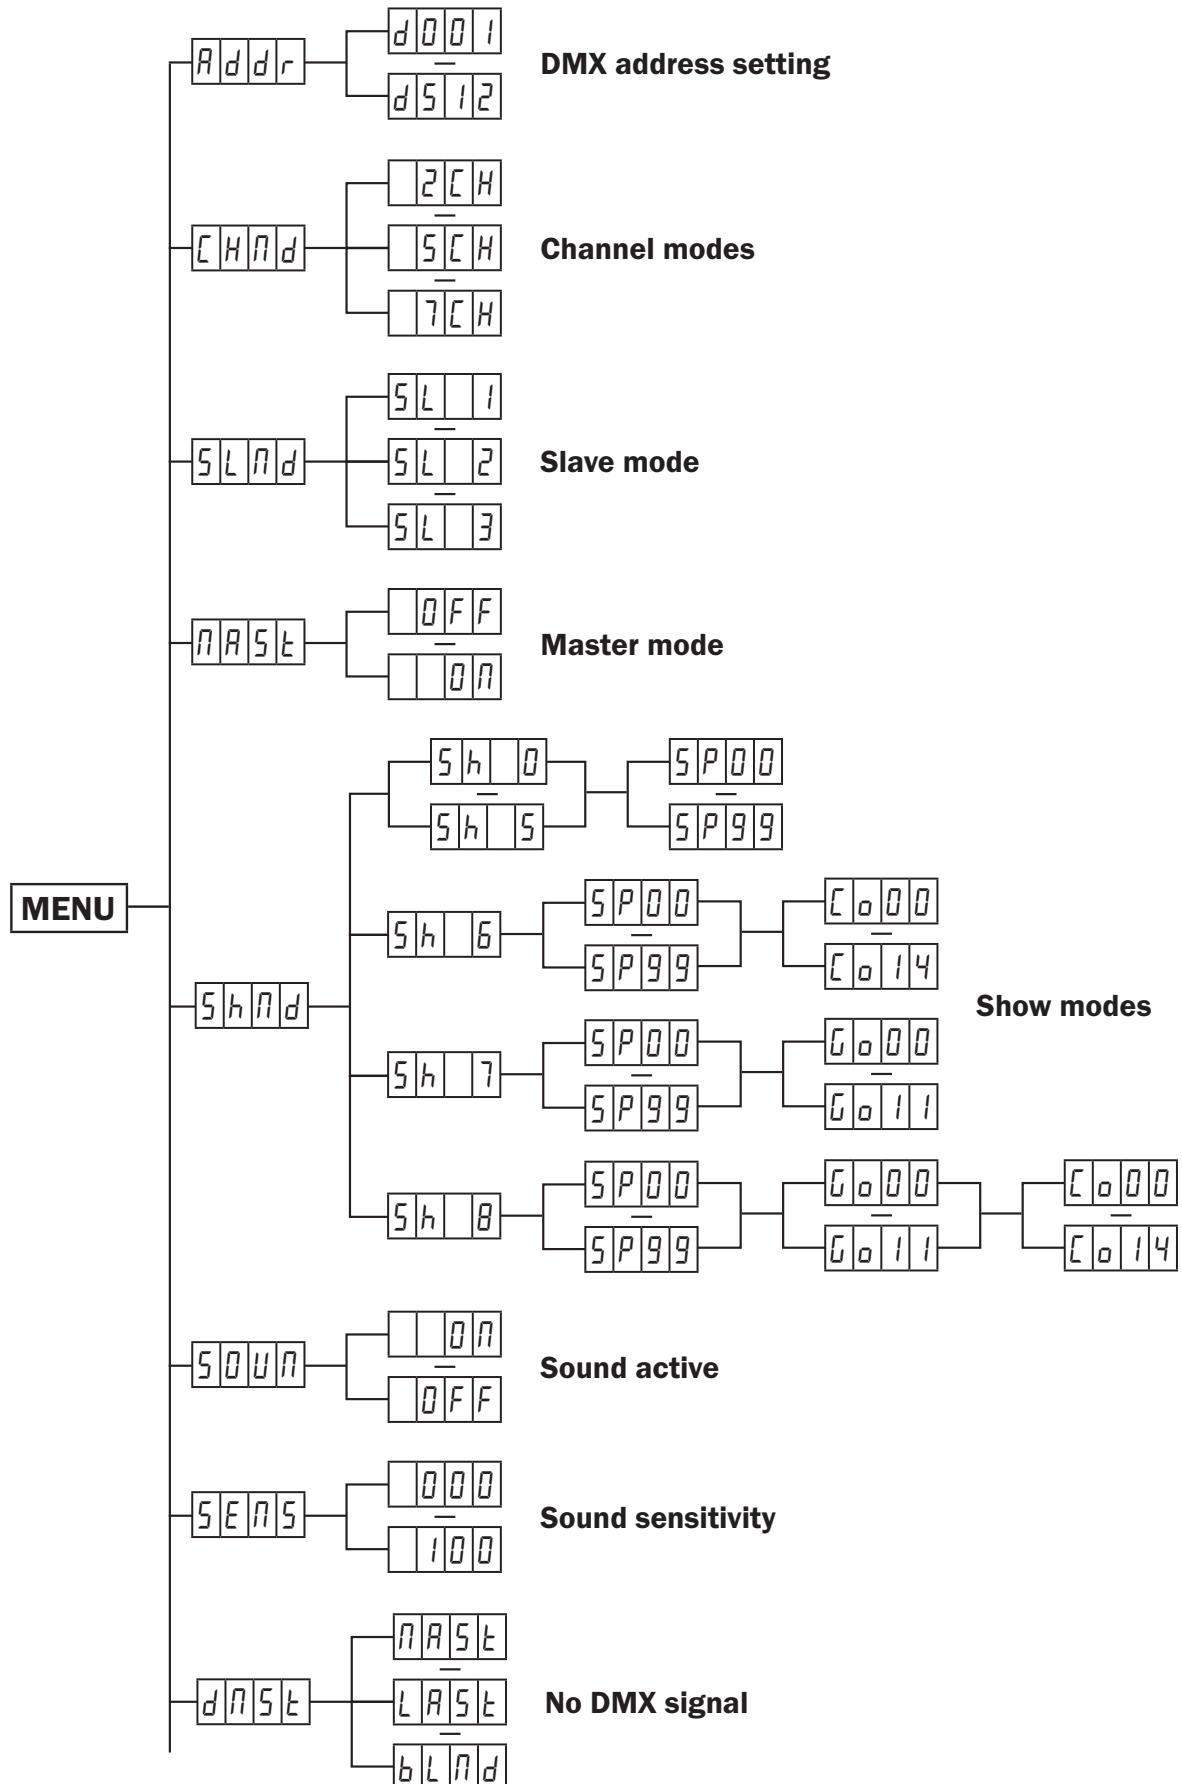 d001
Addr DMX address setting
d512
2CH
CHMd 5CH Channel modes
7CH
SL 1
SLMd SL 2 Slave mode
SL 3
OFF
MASt Master mode
ON
Sh 0 SP00
Sh 5 SP99
MENU
SP00 Co00
Sh 6
SP99 Co14
ShMd Show modes
SP00 Go00
Sh 7
SP99 Go11
SP00 Go00 Co00
Sh 8
SP99 Go11 Co14
ON
SOUN Sound active
OFF
000
SENS Sound sensitivity
100
MASt
dMSt LASt No DMX signal
bLNd